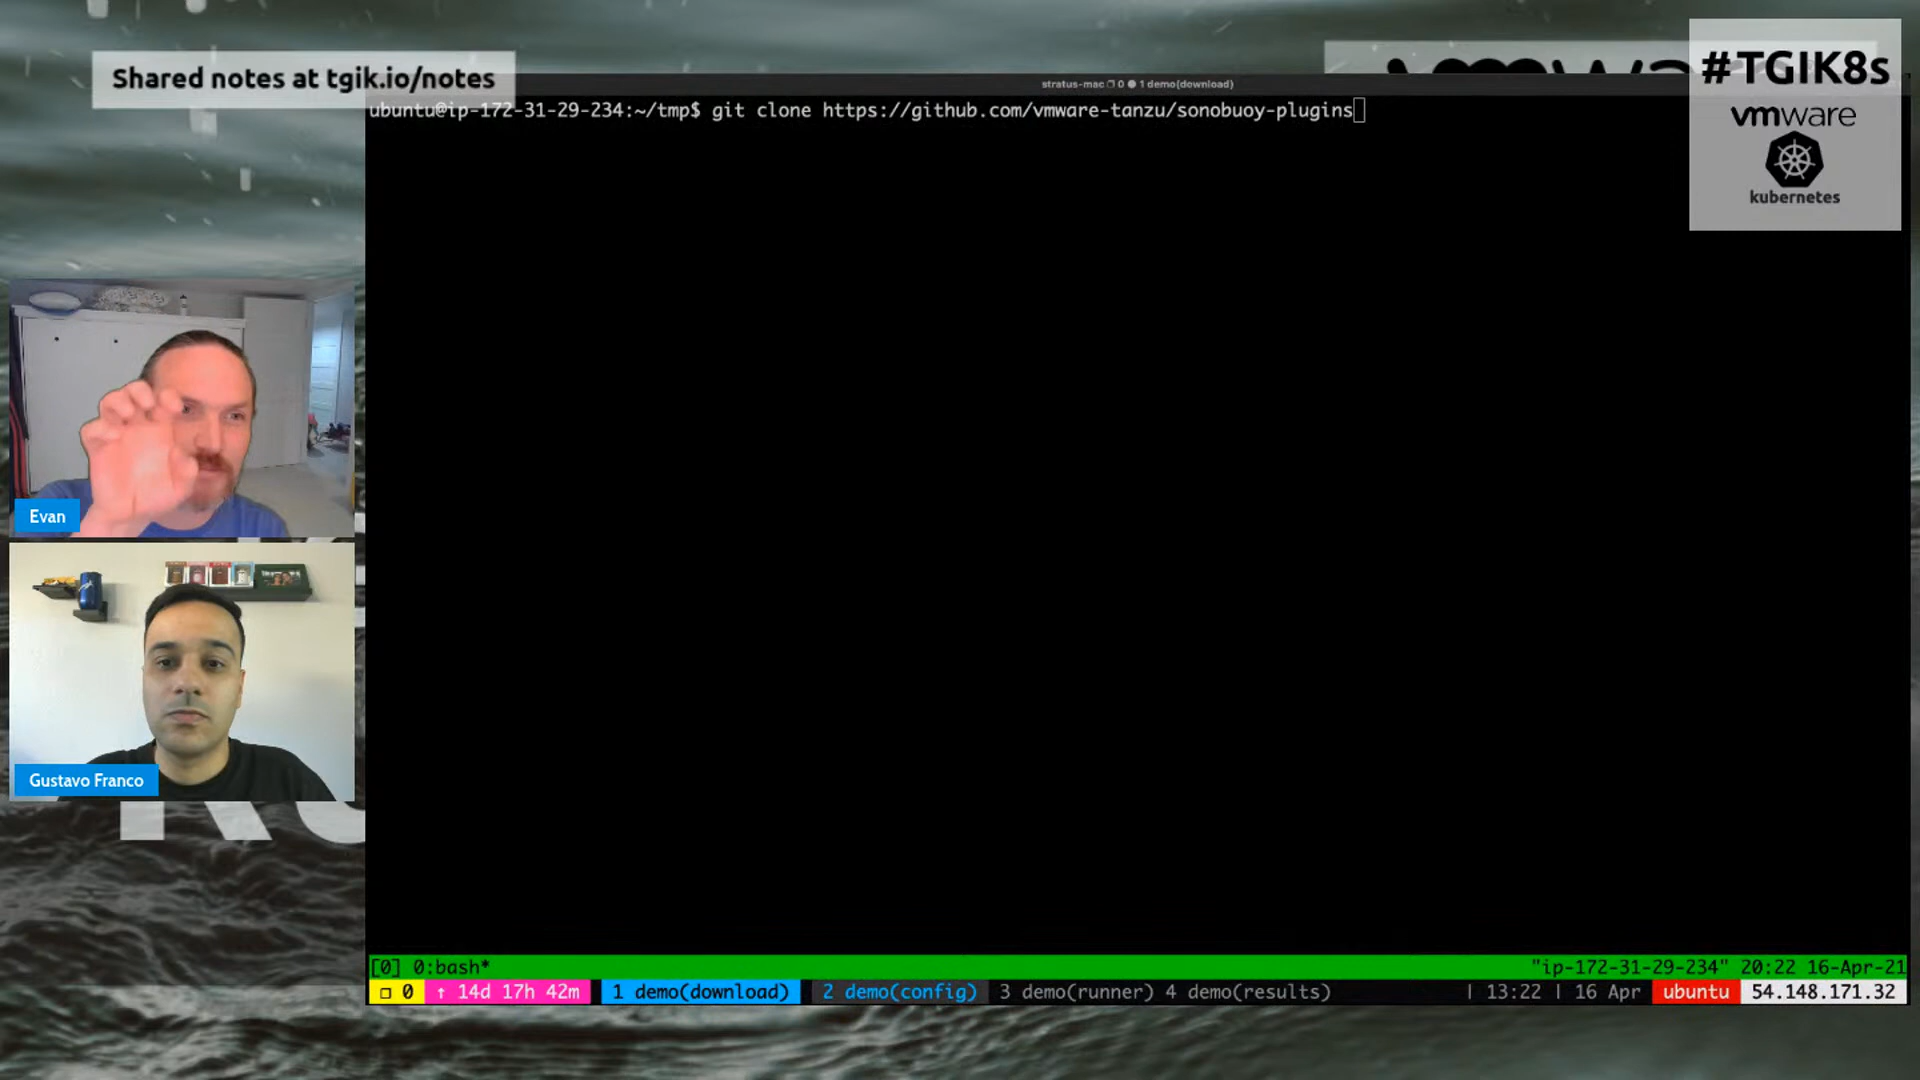 Shared notes at tgik.io/notes
#TGIK8s
vmware
kubernetes
stratus-mac ❐ 0 ● 1 demo(download)
ubuntu@ip-172-31-29-234:~/tmp$ git clone https://github.com/vmware-tanzu/sonobuoy-plugins
Evan
Gustavo Franco
[0] 0:bash* "ip-172-31-29-234" 20:22 16-Apr-21
❐ 0 ↑ 14d 17h 42m 1 demo(download) 2 demo(config) 3 demo(runner) 4 demo(results) | 13:22 | 16 Apr ubuntu 54.148.171.32